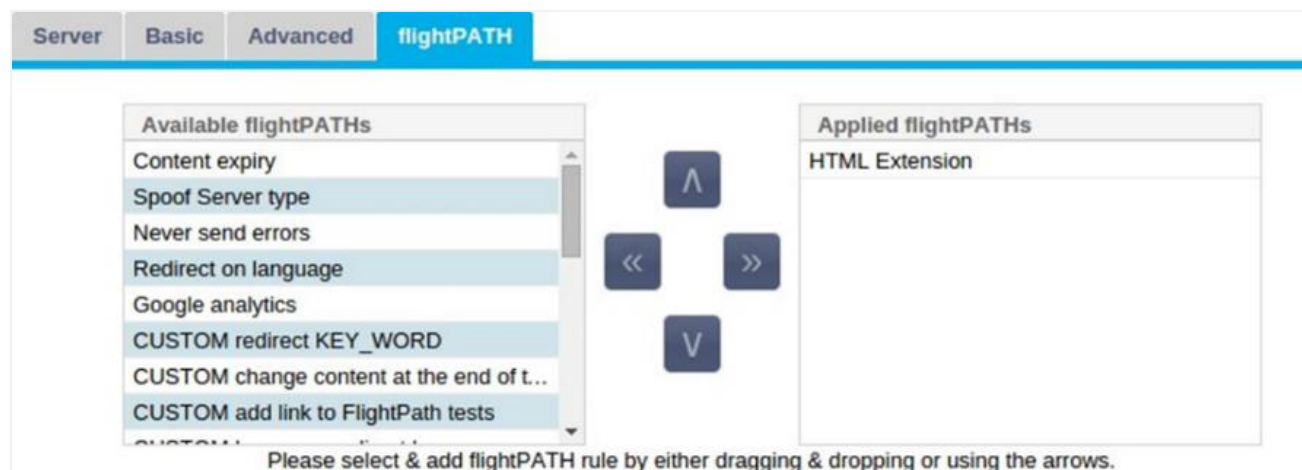 Server Basic Advanced flightPATH
Available flightPATHs
Content expiry
Spoof Server type
Never send errors
Redirect on language
Google analytics
CUSTOM redirect KEY_WORD
CUSTOM change content at the end of t...
CUSTOM add link to FlightPath tests
Applied flightPATHs
HTML Extension
Please select & add flightPATH rule by either dragging & dropping or using the arrows.